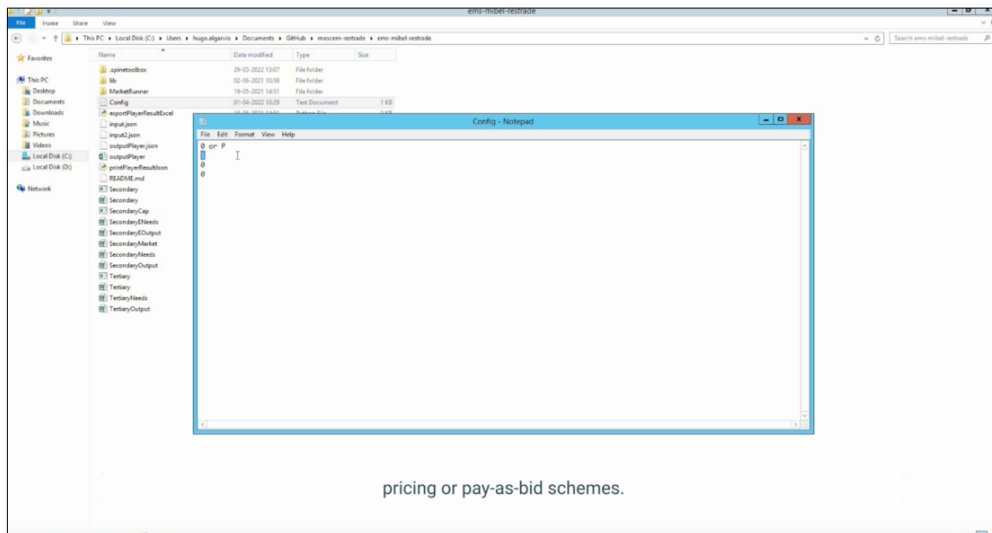 ems-mibel-restrade
File Home Share View
This PC Local Disk (C:) Users hugo.algarvio Documents GitHub mascem-restrade ems-mibel-restrade
Search ems-mibel-restrade
Favorites
This PC
Desktop
Documents
Downloads
Music
Pictures
Videos
Local Disk (C:)
Local Disk (D:)
Network
Name Date modified Type Size
.spinetoolbox 29-03-2022 13:07 File folder
lib 02-06-2021 10:59 File folder
MarketRunner 19-05-2021 14:51 File folder
Config 01-04-2022 10:29 Text Document 1 KB
exportPlayerResultExcel
input.json
input2.json
outputPlayer.json
outputPlayer
printPlayerResultJson
README.md
Secondary
Secondary
SecondaryCap
SecondaryENeeds
SecondaryEOutput
SecondaryMarket
SecondaryNeeds
SecondaryOutput
Tertiary
Tertiary
TertiaryNeeds
TertiaryOutput
Config - Notepad
File Edit Format View Help
0 or P
1
0
0
pricing or pay-as-bid schemes.